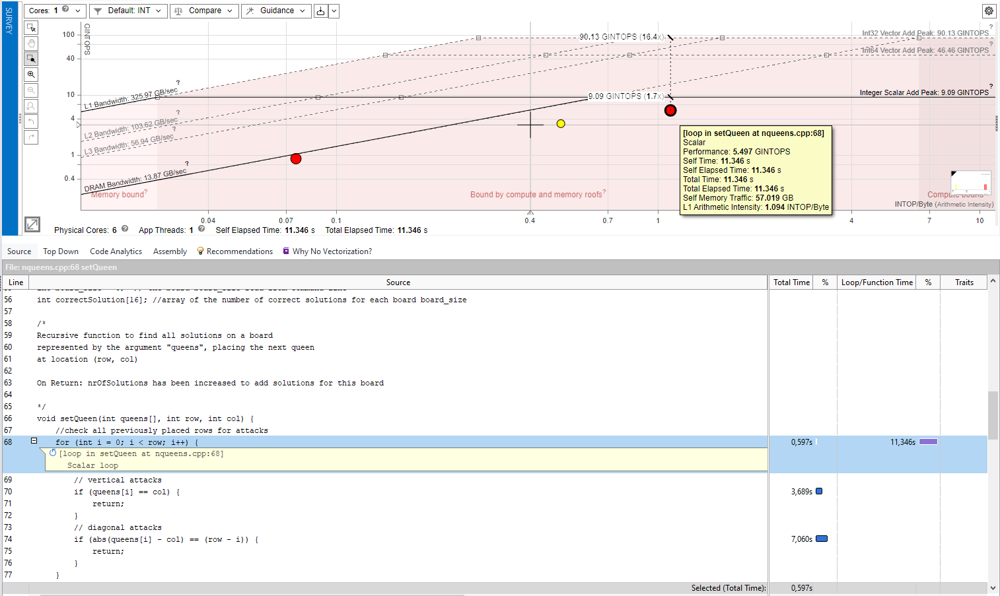 SURVEY
Cores: 1
Default: INT
Compare
Guidance
GINTOPS
100
40
10
4
1
0.4
90.13 GINTOPS (16.4x)
Int32 Vector Add Peak: 90.13 GINTOPS
Int64 Vector Add Peak: 46.46 GINTOPS
L1 Bandwidth: 325.97 GB/sec
9.09 GINTOPS (1.7x)
Integer Scalar Add Peak: 9.09 GINTOPS
L2 Bandwidth: 103.62 GB/sec
L3 Bandwidth: 56.94 GB/sec
DRAM Bandwidth: 13.87 GB/sec
[loop in setQueen at nqueens.cpp:68]
Scalar
Performance: 5.497 GINTOPS
Self Time: 11.346 s
Self Elapsed Time: 11.346 s
Total Time: 11.346 s
Total Elapsed Time: 11.346 s
Self Memory Traffic: 57.019 GB
L1 Arithmetic Intensity: 1.094 INTOP/Byte
Memory bound?
Bound by compute and memory roofs?
Compute bound?
INTOP/Byte (Arithmetic Intensity)
0.04 0.07 0.1 0.4 0.7 1 4 7 10
Physical Cores: 6 App Threads: 1 Self Elapsed Time: 11.346 s Total Elapsed Time: 11.346 s
Source Top Down Code Analytics Assembly Recommendations Why No Vectorization?
File: nqueens.cpp:68 setQueen
Line Source Total Time % Loop/Function Time % Traits
56 int correctSolution[16]; //array of the number of correct solutions for each board board_size
57
58 /*
59 Recursive function to find all solutions on a board
60 represented by the argument "queens", placing the next queen
61 at location (row, col)
62
63 On Return: nrOfSolutions has been increased to add solutions for this board
64
65 */
66 void setQueen(int queens[], int row, int col) {
67 //check all previously placed rows for attacks
68 for (int i = 0; i < row; i++) { 0,597s 11,346s
[loop in setQueen at nqueens.cpp:68]
Scalar loop
69 // vertical attacks
70 if (queens[i] == col) { 3,689s
71 return;
72 }
73 // diagonal attacks
74 if (abs(queens[i] - col) == (row - i)) { 7,060s
75 return;
76 }
77 }
Selected (Total Time): 0,597s